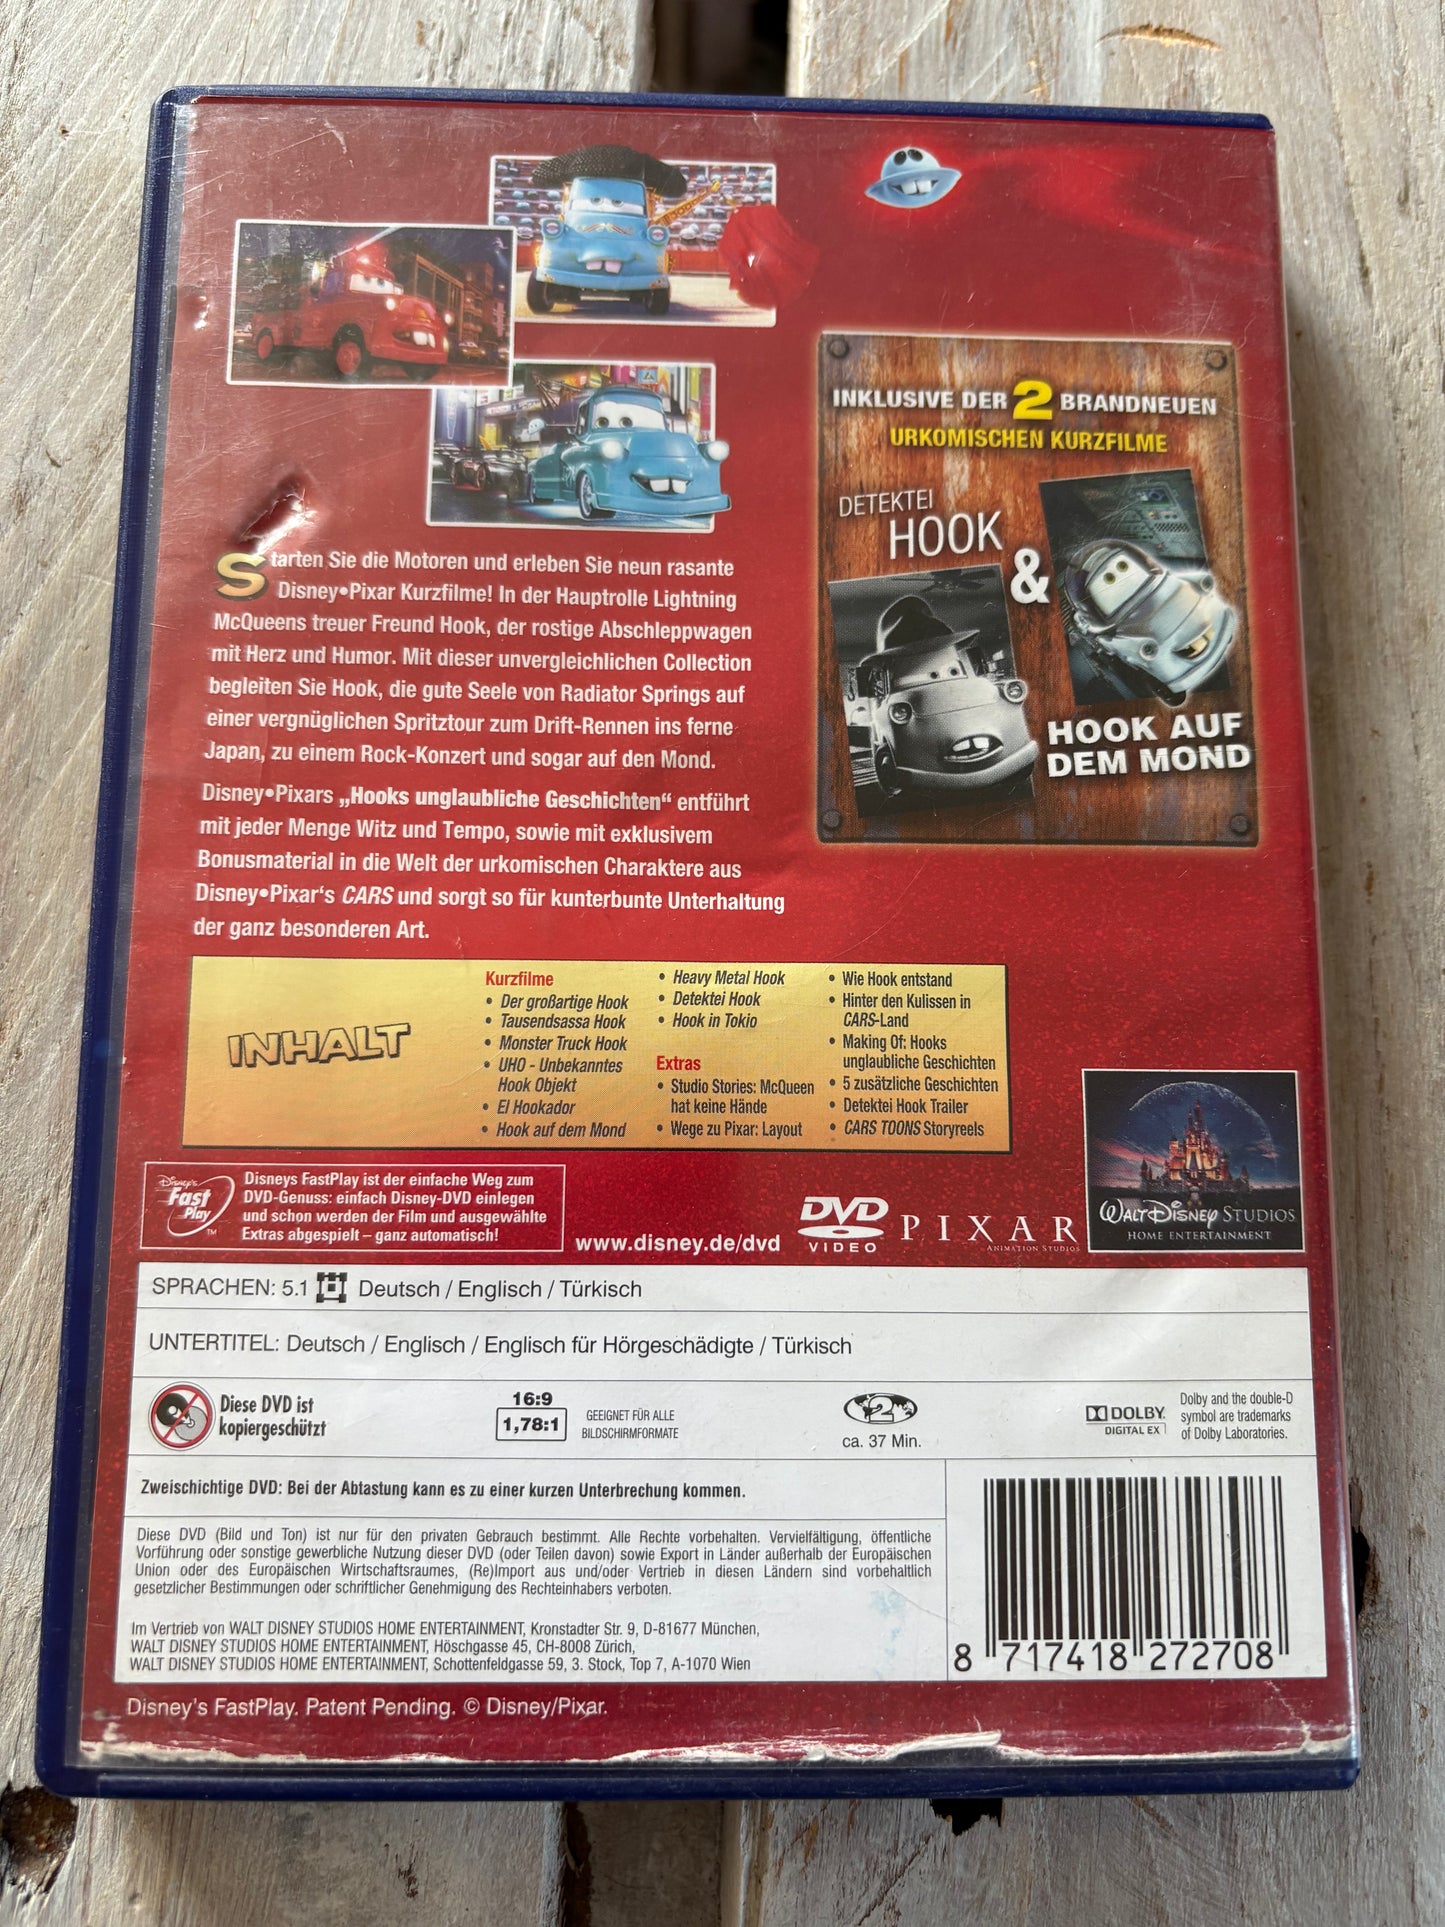 INKLUSIVE DER 2 BRANDNEUEN
URKOMISCHEN KURZFILME
DETEKTEI
HOOK
&
HOOK AUF
DEM MOND
Starten Sie die Motoren und erleben Sie neun rasante
Disney•Pixar Kurzfilme! In der Hauptrolle Lightning
McQueens treuer Freund Hook, der rostige Abschleppwagen
mit Herz und Humor. Mit dieser unvergleichlichen Collection
begleiten Sie Hook, die gute Seele von Radiator Springs auf
einer vergnüglichen Spritztour zum Drift-Rennen ins ferne
Japan, zu einem Rock-Konzert und sogar auf den Mond.
Disney•Pixars „Hooks unglaubliche Geschichten“ entführt
mit jeder Menge Witz und Tempo, sowie mit exklusivem
Bonusmaterial in die Welt der urkomischen Charaktere aus
Disney•Pixar's CARS und sorgt so für kunterbunte Unterhaltung
der ganz besonderen Art.
INHALT
Kurzfilme
• Der großartige Hook
• Tausendsassa Hook
• Monster Truck Hook
• UHO - Unbekanntes
Hook Objekt
• El Hookador
• Hook auf dem Mond
• Heavy Metal Hook
• Detektei Hook
• Hook in Tokio
Extras
• Studio Stories: McQueen
hat keine Hände
• Wege zu Pixar: Layout
• Wie Hook entstand
• Hinter den Kulissen in
CARS-Land
• Making Of: Hooks
unglaubliche Geschichten
• 5 zusätzliche Geschichten
• Detektei Hook Trailer
• CARS TOONS Storyreels
Disney's
Fast
Play
™
Disneys FastPlay ist der einfache Weg zum
DVD-Genuss: einfach Disney-DVD einlegen
und schon werden der Film und ausgewählte
Extras abgespielt – ganz automatisch!
www.disney.de/dvd
DVD
VIDEO
PIXAR
ANIMATION STUDIOS
WALT DISNEY STUDIOS
HOME ENTERTAINMENT
SPRACHEN: 5.1 Deutsch / Englisch / Türkisch
UNTERTITEL: Deutsch / Englisch / Englisch für Hörgeschädigte / Türkisch
Diese DVD ist
kopiergeschützt
16:9
1,78:1
GEEIGNET FÜR ALLE
BILDSCHIRMFORMATE
2
ca. 37 Min.
DOLBY
DIGITAL EX
Dolby and the double-D
symbol are trademarks
of Dolby Laboratories.
Zweischichtige DVD: Bei der Abtastung kann es zu einer kurzen Unterbrechung kommen.
Diese DVD (Bild und Ton) ist nur für den privaten Gebrauch bestimmt. Alle Rechte vorbehalten. Vervielfältigung, öffentliche
Vorführung oder sonstige gewerbliche Nutzung dieser DVD (oder Teilen davon) sowie Export in Länder außerhalb der Europäischen
Union oder des Europäischen Wirtschaftsraumes, (Re)Import aus und/oder Vertrieb in diesen Ländern sind vorbehaltlich
gesetzlicher Bestimmungen oder schriftlicher Genehmigung des Rechteinhabers verboten.
Im Vertrieb von WALT DISNEY STUDIOS HOME ENTERTAINMENT, Kronstadter Str. 9, D-81677 München,
WALT DISNEY STUDIOS HOME ENTERTAINMENT, Höschgasse 45, CH-8008 Zürich,
WALT DISNEY STUDIOS HOME ENTERTAINMENT, Schottenfeldgasse 59, 3. Stock, Top 7, A-1070 Wien
8 717418 272708
Disney's FastPlay. Patent Pending. © Disney/Pixar.